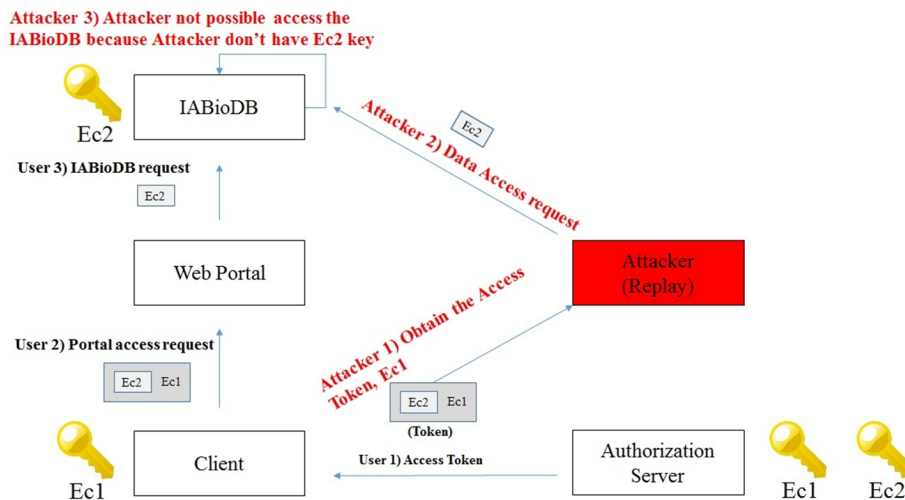 Attacker 3) Attacker not possible access the
IABioDB because Attacker don't have Ec2 key
IABioDB
Ec2
Ec2
Attacker 2) Data Access request
User 3) IABioDB request
Ec2
Web Portal
Attacker
(Replay)
Attacker 1) Obtain the Access
Token, Ec1
User 2) Portal access request
Ec2 Ec1
Ec2 Ec1
(Token)
Client
User 1) Access Token
Authorization
Server
Ec1
Ec1
Ec2